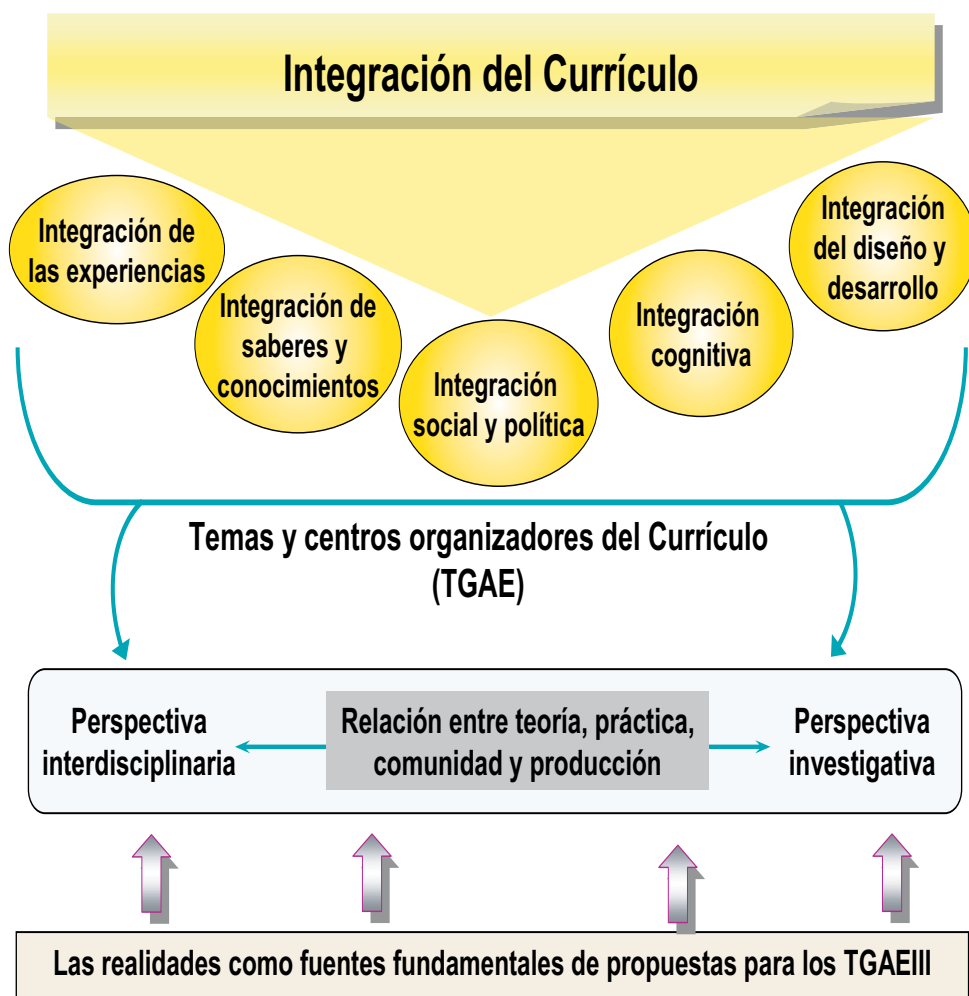 Integración del Currículo
Integración de
las experiencias
Integración de
saberes y
conocimientos
Integración
social y política
Integración
cognitiva
Integración
del diseño y
desarrollo
Temas y centros organizadores del Currículo
(TGAE)
Perspectiva
interdisciplinaria
Relación entre teoría, práctica,
comunidad y producción
Perspectiva
investigativa
Las realidades como fuentes fundamentales de propuestas para los TGAEIII